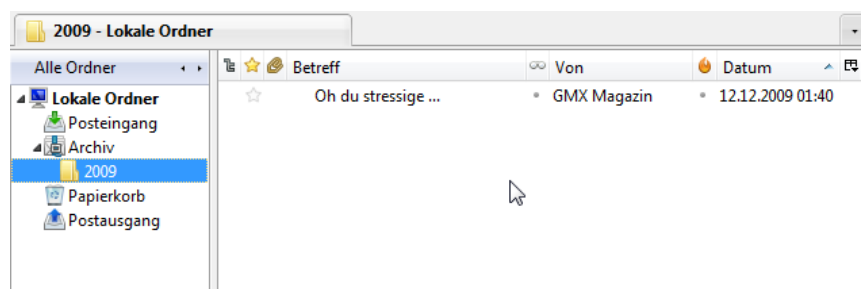 2009 - Lokale Ordner
Alle Ordner Betreff Von Datum
Lokale Ordner
Oh du stressige ... GMX Magazin 12.12.2009 01:40
Posteingang
Archiv
2009
Papierkorb
Postausgang